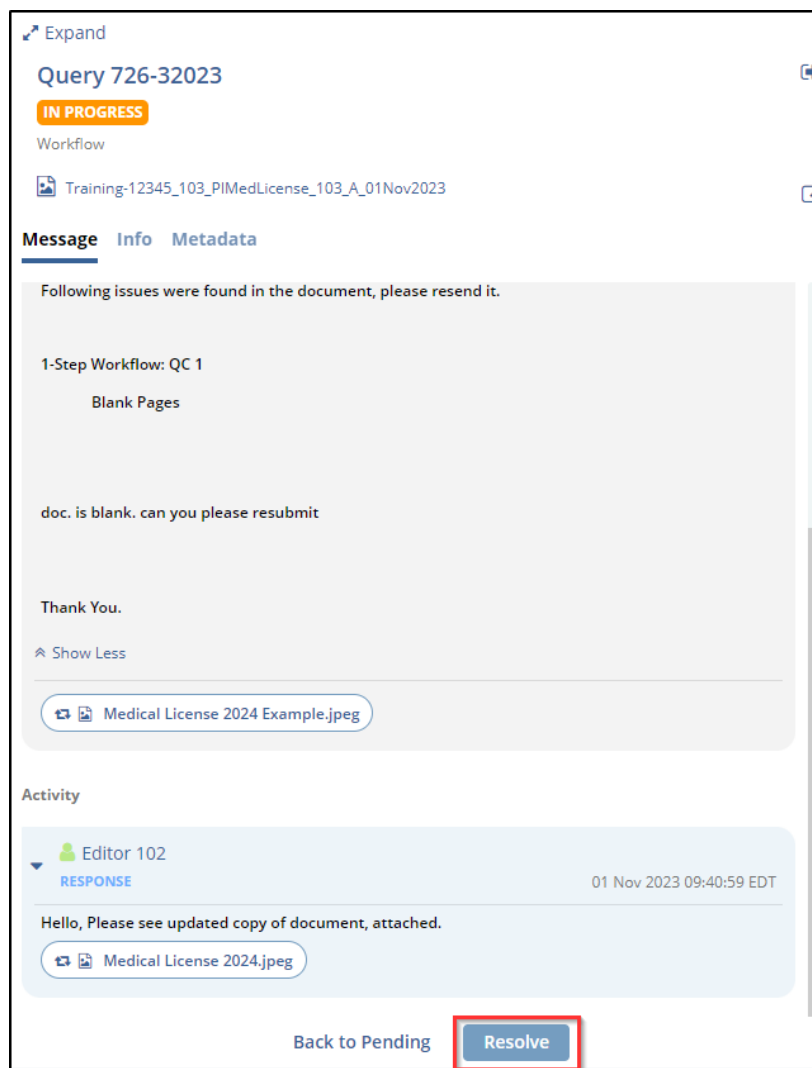 Expand
Query 726-32023
IN PROGRESS
Workflow
Training-12345_103_PIMedLicense_103_A_01Nov2023
Message Info Metadata
Following issues were found in the document, please resend it.
1-Step Workflow: QC 1
Blank Pages
doc. is blank. can you please resubmit
Thank You.
Show Less
Medical License 2024 Example.jpeg
Activity
Editor 102
RESPONSE 01 Nov 2023 09:40:59 EDT
Hello, Please see updated copy of document, attached.
Medical License 2024.jpeg
Back to Pending Resolve